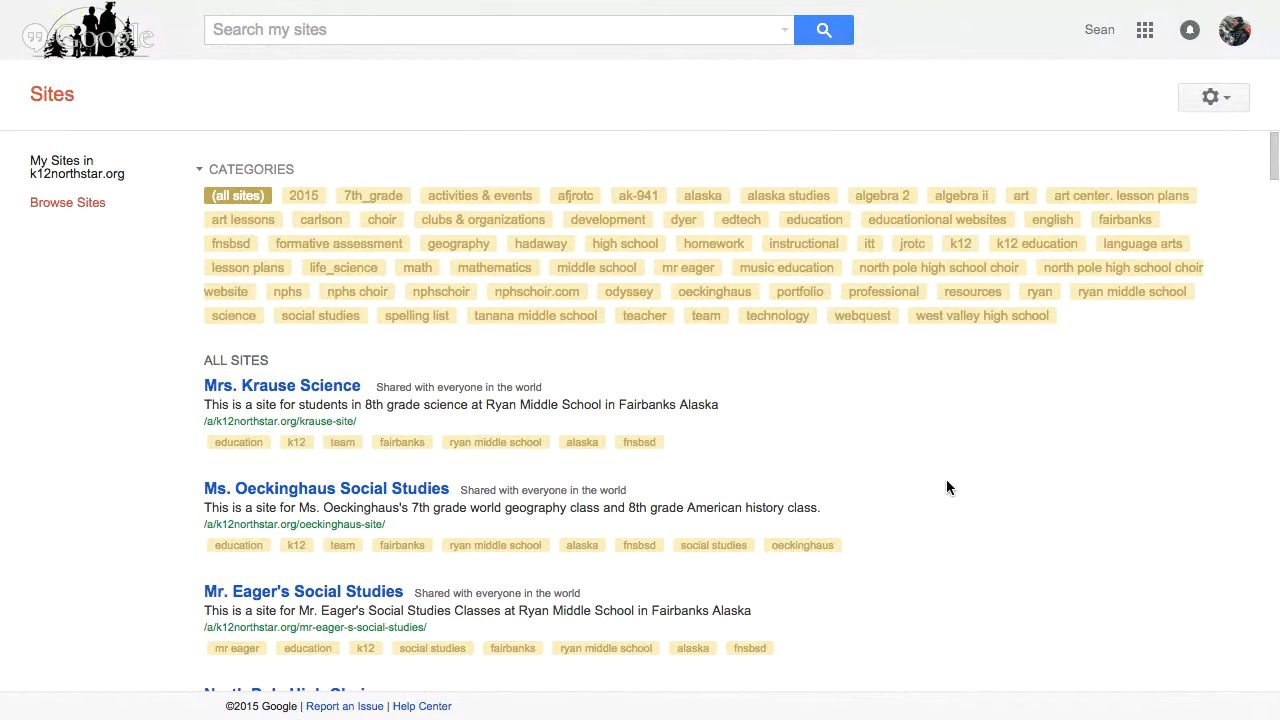 Google
Search my sites
Sean
Sites
My Sites in
k12northstar.org
Browse Sites
CATEGORIES
(all sites) 2015 7th_grade activities & events afjrotc ak-941 alaska alaska studies algebra 2 algebra ii art art center. lesson plans
art lessons carlson choir clubs & organizations development dyer edtech education educationional websites english fairbanks
fnsbsd formative assessment geography hadaway high school homework instructional itt jrotc k12 k12 education language arts
lesson plans life_science math mathematics middle school mr eager music education north pole high school choir north pole high school choir
website nphs nphs choir nphschoir nphschoir.com odyssey oeckinghaus portfolio professional resources ryan ryan middle school
science social studies spelling list tanana middle school teacher team technology webquest west valley high school
ALL SITES
Mrs. Krause Science Shared with everyone in the world
This is a site for students in 8th grade science at Ryan Middle School in Fairbanks Alaska
/a/k12northstar.org/krause-site/
education k12 team fairbanks ryan middle school alaska fnsbsd
Ms. Oeckinghaus Social Studies Shared with everyone in the world
This is a site for Ms. Oeckinghaus's 7th grade world geography class and 8th grade American history class.
/a/k12northstar.org/oeckinghaus-site/
education k12 team fairbanks ryan middle school alaska fnsbsd social studies oeckinghaus
Mr. Eager's Social Studies Shared with everyone in the world
This is a site for Mr. Eager's Social Studies Classes at Ryan Middle School in Fairbanks Alaska
/a/k12northstar.org/mr-eager-s-social-studies/
mr eager education k12 social studies fairbanks ryan middle school alaska fnsbsd
©2015 Google | Report an Issue | Help Center